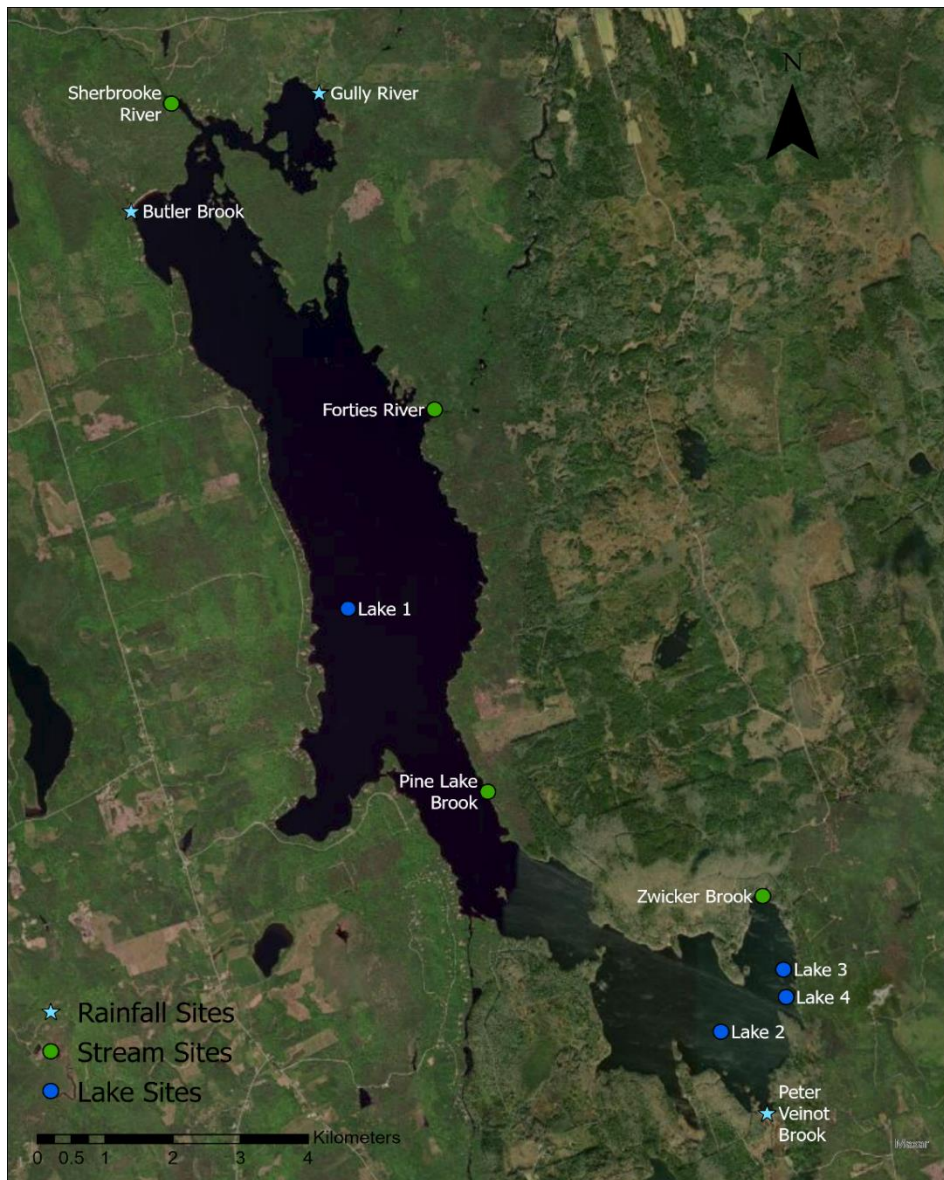 N
Sherbrooke
River
Gully River
Butler Brook
Forties River
Lake 1
Pine Lake
Brook
Zwicker Brook
Lake 3
Lake 4
Lake 2
Peter
Veinot
Brook
Rainfall Sites
Stream Sites
Lake Sites
Kilometers
0 0.5 1 2 3 4
Maxar